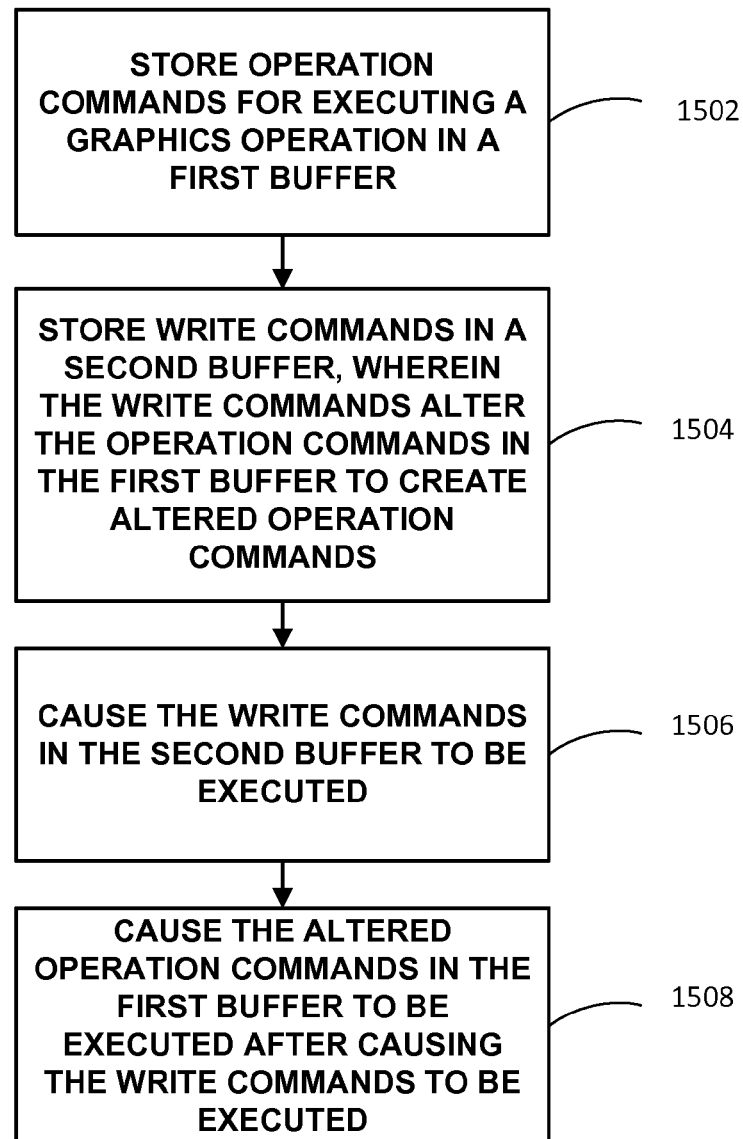 STORE OPERATION
COMMANDS FOR EXECUTING A
GRAPHICS OPERATION IN A
FIRST BUFFER
1502
STORE WRITE COMMANDS IN A
SECOND BUFFER, WHEREIN
THE WRITE COMMANDS ALTER
THE OPERATION COMMANDS IN
THE FIRST BUFFER TO CREATE
ALTERED OPERATION
COMMANDS
1504
CAUSE THE WRITE COMMANDS
IN THE SECOND BUFFER TO BE
EXECUTED
1506
CAUSE THE ALTERED
OPERATION COMMANDS IN THE
FIRST BUFFER TO BE
EXECUTED AFTER CAUSING
THE WRITE COMMANDS TO BE
EXECUTED
1508